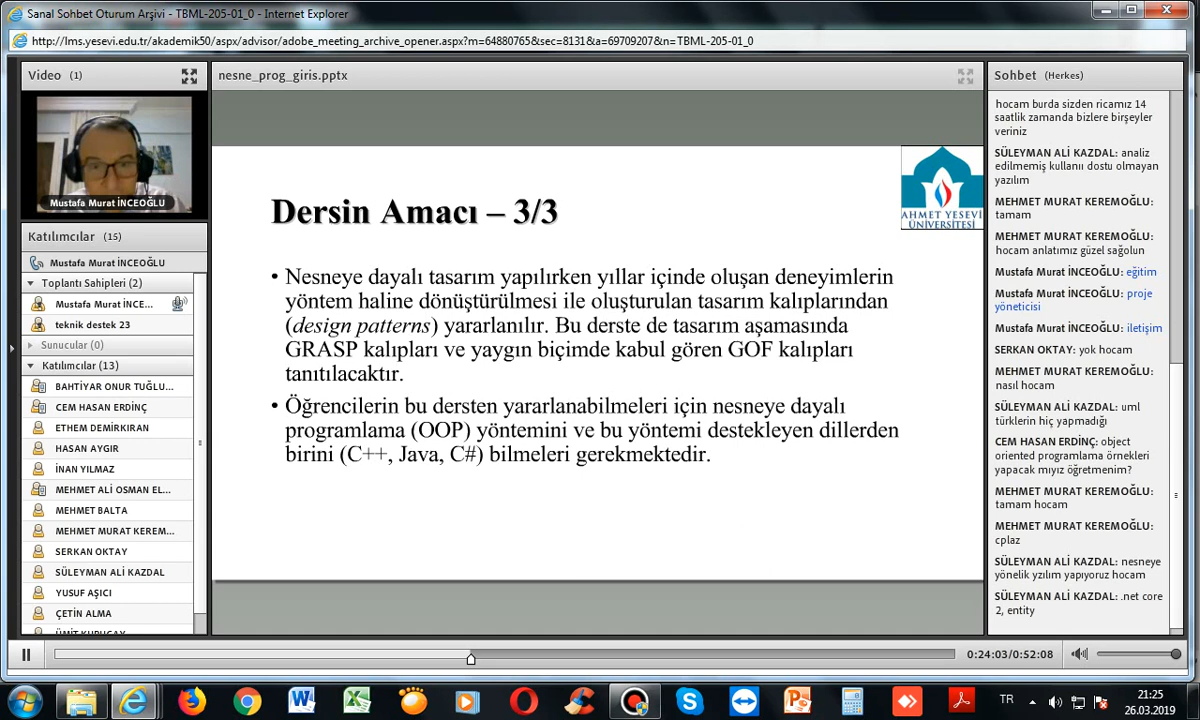 Sanal Sohbet Oturum Arşivi - TBML-205-01_0 - Internet Explorer
http://lms.yesevi.edu.tr/akademik50/aspx/advisor/adobe_meeting_archive_opener.aspx?m=64880765&sec=8131&a=69709207&n=TBML-205-01_0
Video (1)
Mustafa Murat İNCEOĞLU
Katılımcılar (15)
Mustafa Murat İNCEOĞLU
Toplantı Sahipleri (2)
Mustafa Murat İNCE...
teknik destek 23
Sunucular (0)
Katılımcılar (13)
BAHTİYAR ONUR TUĞLU...
CEM HASAN ERDİNÇ
ETHEM DEMİRKIRAN
HASAN AYGIR
İNAN YILMAZ
MEHMET ALİ OSMAN EL...
MEHMET BALTA
MEHMET MURAT KEREM...
SERKAN OKTAY
SÜLEYMAN ALİ KAZDAL
YUSUF AŞICI
ÇETİN ALMA
nesne_prog_giris.pptx
AHMET YESEVİ
ÜNİVERSİTESİ
Dersin Amacı – 3/3
• Nesneye dayalı tasarım yapılırken yıllar içinde oluşan deneyimlerin
yöntem haline dönüştürülmesi ile oluşturulan tasarım kalıplarından
(design patterns) yararlanılır. Bu derste de tasarım aşamasında
GRASP kalıpları ve yaygın biçimde kabul gören GOF kalıpları
tanıtılacaktır.
• Öğrencilerin bu dersten yararlanabilmeleri için nesneye dayalı
programlama (OOP) yöntemini ve bu yöntemi destekleyen dillerden
birini (C++, Java, C#) bilmeleri gerekmektedir.
Sohbet (Herkes)
hocam burda sizden ricamız 14
saatlik zamanda bizlere birşeyler
veriniz
SÜLEYMAN ALİ KAZDAL: analiz
edilmemiş kullanıı dostu olmayan
yazılım
MEHMET MURAT KEREMOĞLU:
tamam
MEHMET MURAT KEREMOĞLU:
hocam anlatımız güzel sağolun
Mustafa Murat İNCEOĞLU: eğitim
Mustafa Murat İNCEOĞLU: proje
yöneticisi
Mustafa Murat İNCEOĞLU: iletişim
SERKAN OKTAY: yok hocam
MEHMET MURAT KEREMOĞLU:
nasıl hocam
SÜLEYMAN ALİ KAZDAL: uml
türklerin hiç yapmadığı
CEM HASAN ERDİNÇ: object
oriented programlama örnekleri
yapacak mıyız öğretmenim?
MEHMET MURAT KEREMOĞLU:
tamam hocam
MEHMET MURAT KEREMOĞLU:
cplaz
SÜLEYMAN ALİ KAZDAL: nesneye
yönelik yzılım yapıyoruz hocam
SÜLEYMAN ALİ KAZDAL: .net core
2, entity
0:24:03/0:52:08
TR
21:25
26.03.2019